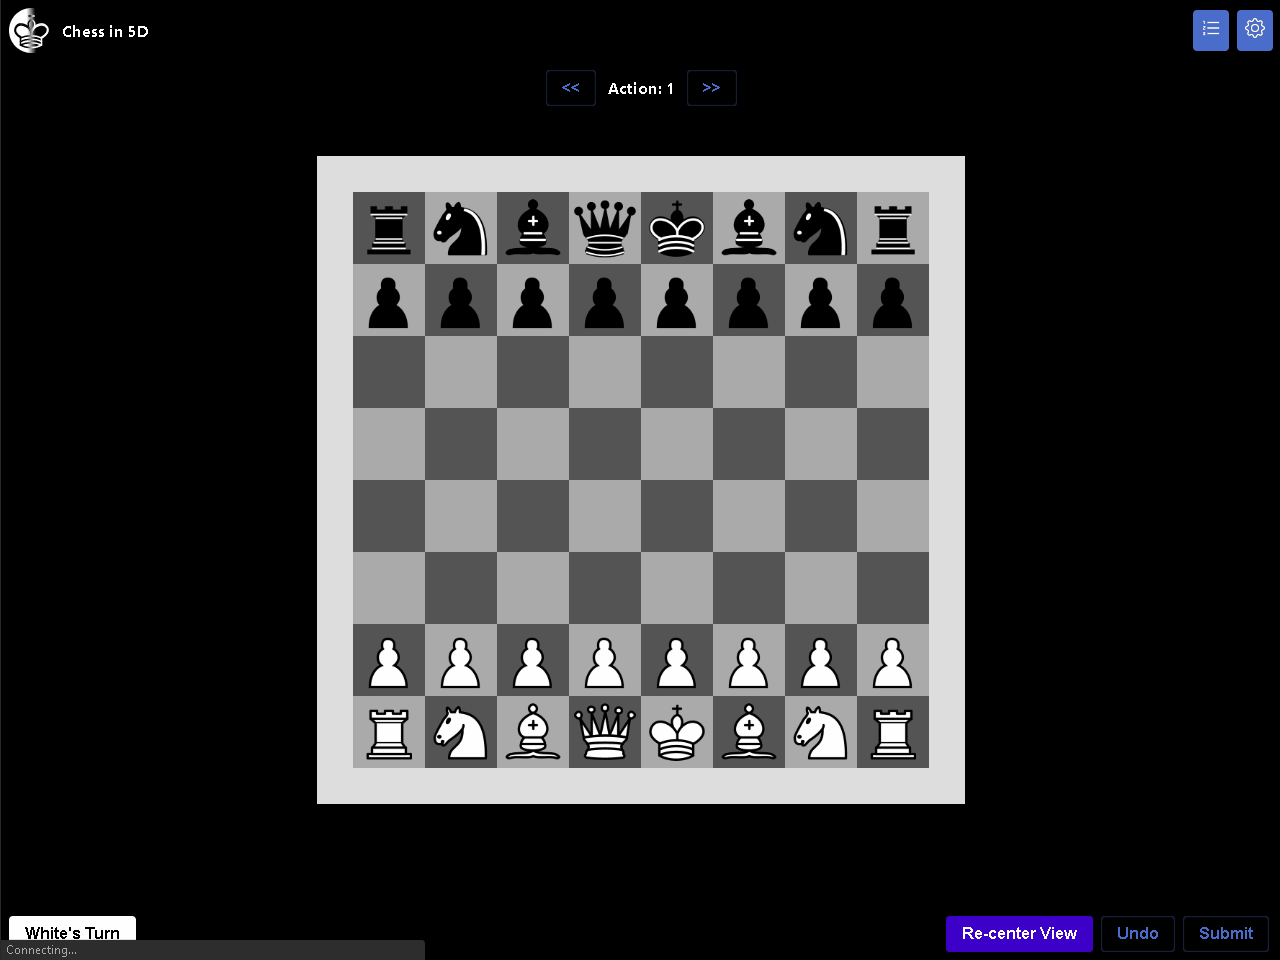 Chess in 5D
<< Action: 1 >>
White's Turn
Re-center View
Undo
Submit
Connecting...